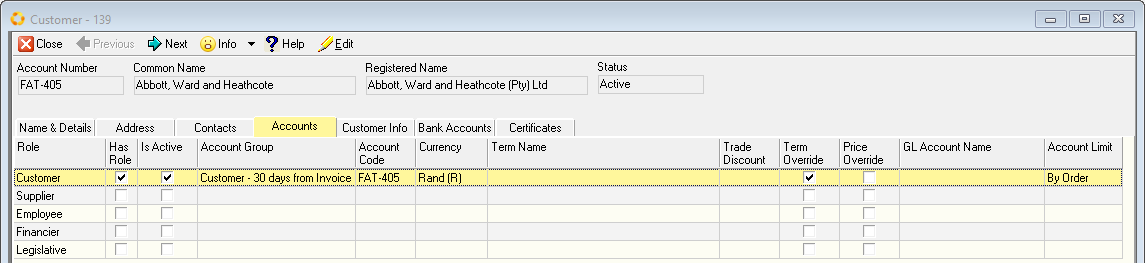 Customer - 139
Close Previous Next Info Help Edit
Account Number Common Name Registered Name Status
FAT-405 Abbott, Ward and Heathcote Abbott, Ward and Heathcote (Pty) Ltd Active
Name & Details Address Contacts Accounts Customer Info Bank Accounts Certificates
Role Has Role Is Active Account Group Account Code Currency Term Name Trade Discount Term Override Price Override GL Account Name Account Limit
Customer Customer - 30 days from Invoice FAT-405 Rand (R) By Order
Supplier
Employee
Financier
Legislative